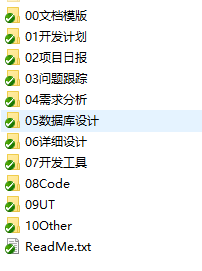 00文档模版
01开发计划
02项目日报
03问题跟踪
04需求分析
05数据库设计
06详细设计
07开发工具
08Code
09UT
10Other
ReadMe.txt